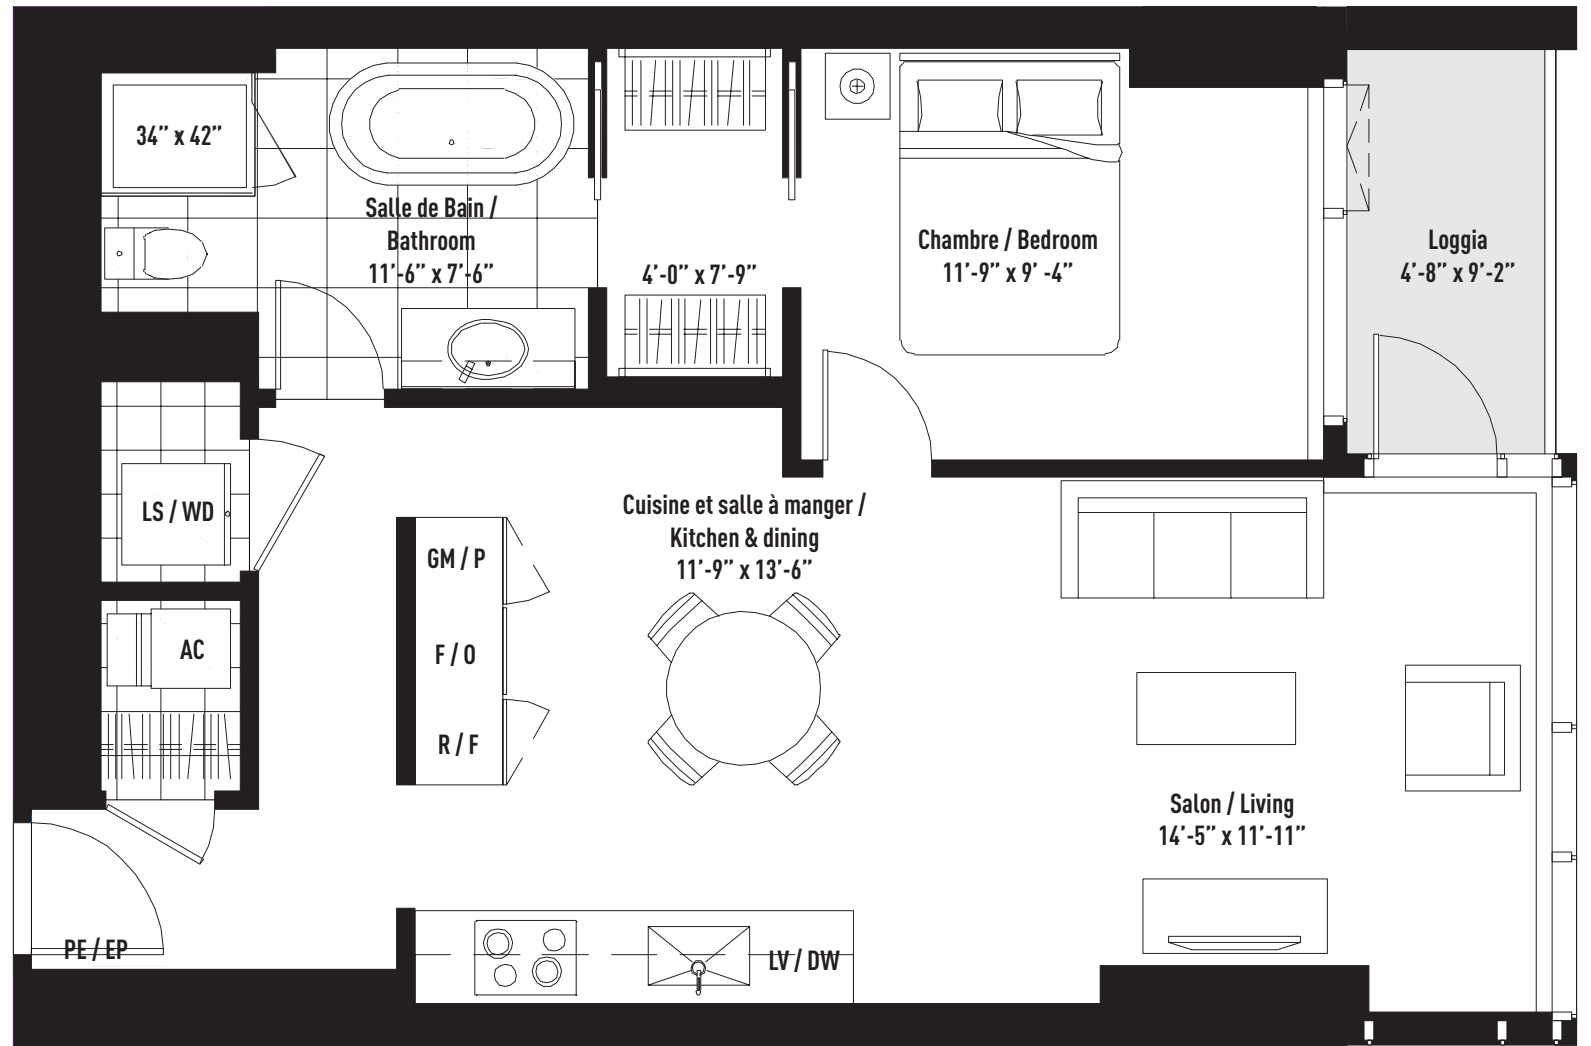 34” x 42”
Salle de Bain /
Bathroom
11’-6” x 7’-6”
4’-0” x 7’-9”
Chambre / Bedroom
11’-9” x 9’ -4”
Loggia
4’-8” x 9’-2”
LS / WD
Cuisine et salle à manger /
Kitchen & dining
11’-9” x 13’-6”
GM / P
F / O
R / F
AC
Salon / Living
14’-5” x 11’-11”
PE / EP
LV / DW